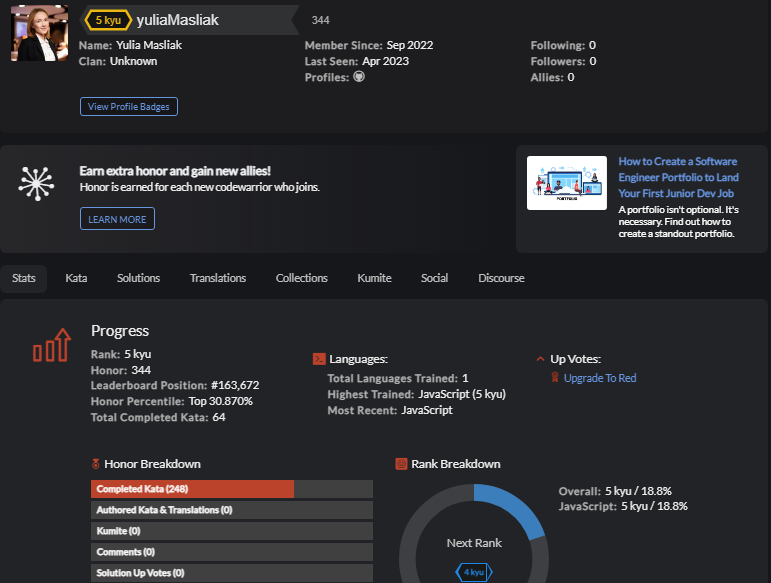 5 kyu yuliaMasliak 344
Name: Yulia Masliak
Clan: Unknown
Member Since: Sep 2022
Last Seen: Apr 2023
Profiles:
Following: 0
Followers: 0
Allies: 0
View Profile Badges
Earn extra honor and gain new allies!
Honor is earned for each new codewarrior who joins.
LEARN MORE
PORTFOLIO
How to Create a Software
Engineer Portfolio to Land
Your First Junior Dev Job
A portfolio isn't optional. It's
necessary. Find out how to
create a standout portfolio.
Stats Kata Solutions Translations Collections Kumite Social Discourse
Progress
Rank: 5 kyu
Honor: 344
Leaderboard Position: #163,672
Honor Percentile: Top 30.870%
Total Completed Kata: 64
Languages:
Total Languages Trained: 1
Highest Trained: JavaScript (5 kyu)
Most Recent: JavaScript
Up Votes:
Upgrade To Red
Honor Breakdown
Completed Kata (248)
Authored Kata & Translations (0)
Kumite (0)
Comments (0)
Solution Up Votes (0)
Rank Breakdown
Next Rank
4 kyu
Overall: 5 kyu / 18.8%
JavaScript: 5 kyu / 18.8%